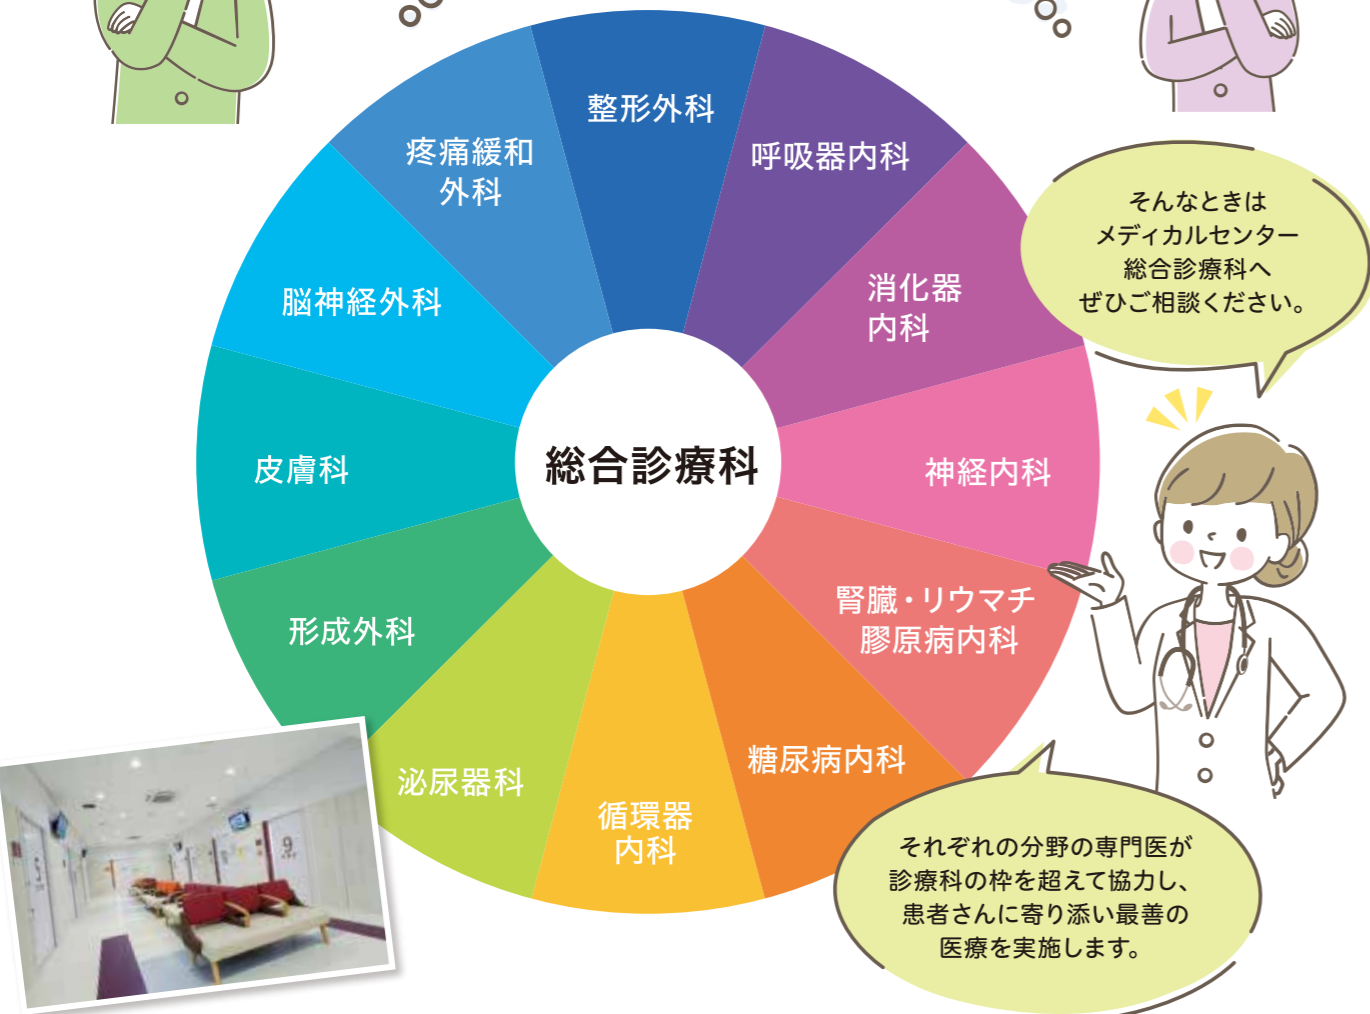 整形外科
呼吸器内科
消化器
内科
神経内科
腎臓・リウマチ
膠原病内科
糖尿病内科
循環器
内科
泌尿器科
形成外科
皮膚科
脳神経外科
疼痛緩和
外科
総合診療科
そんなときは
メディカルセンター
総合診療科へ
ぜひご相談ください。
それぞれの分野の専門医が
診療科の枠を超えて協力し、
患者さんに寄り添い最善の
医療を実施します。
9